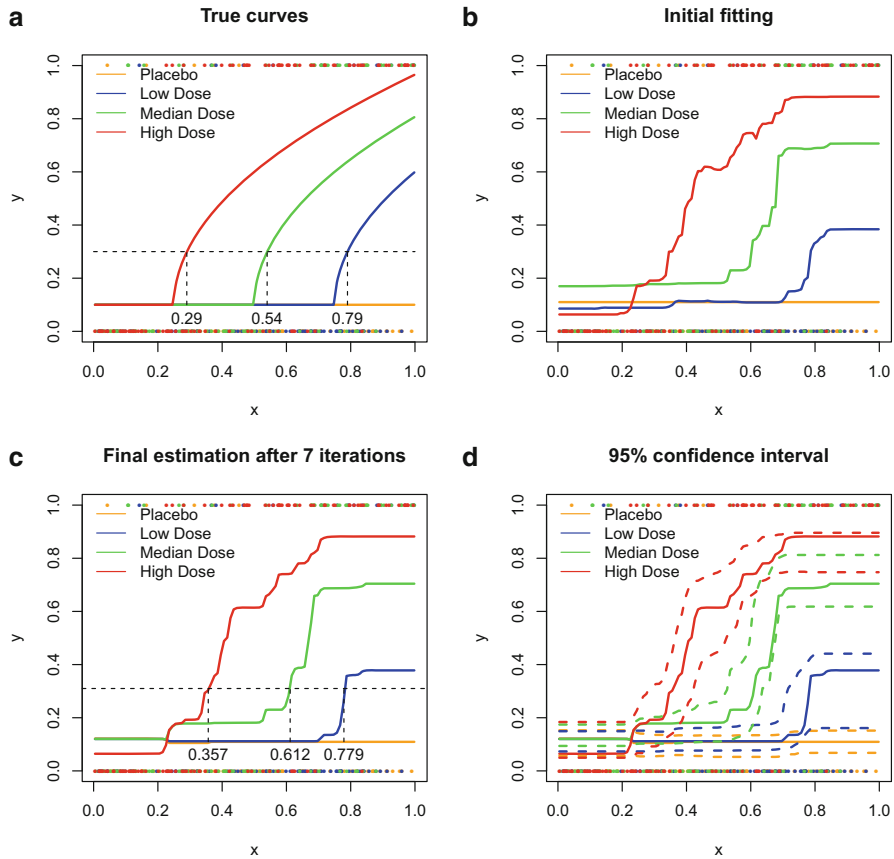 a
True curves
1.0
0.8
0.6
0.4
0.2
0.0
y
Placebo
Low Dose
Median Dose
High Dose
0.29
0.54
0.79
0.0 0.2 0.4 0.6 0.8 1.0
x
b
Initial fitting
1.0
0.8
0.6
0.4
0.2
0.0
y
Placebo
Low Dose
Median Dose
High Dose
0.0 0.2 0.4 0.6 0.8 1.0
x
c
Final estimation after 7 iterations
1.0
0.8
0.6
0.4
0.2
0.0
y
Placebo
Low Dose
Median Dose
High Dose
0.357
0.612
0.779
0.0 0.2 0.4 0.6 0.8 1.0
x
d
95% confidence interval
1.0
0.8
0.6
0.4
0.2
0.0
y
Placebo
Low Dose
Median Dose
High Dose
0.0 0.2 0.4 0.6 0.8 1.0
x